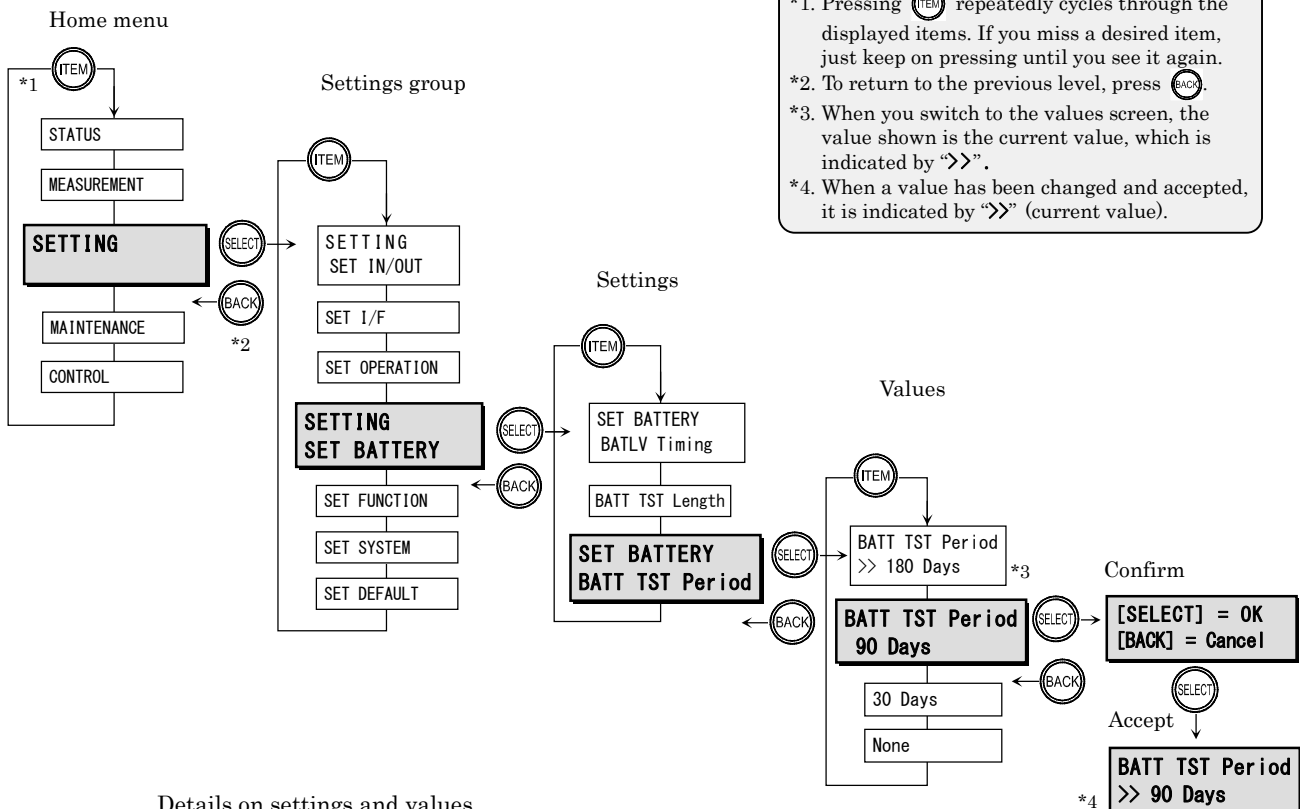 *1. Pressing ITEM repeatedly cycles through the
displayed items. If you miss a desired item,
just keep on pressing until you see it again.
*2. To return to the previous level, press BACK.
*3. When you switch to the values screen, the
value shown is the current value, which is
indicated by “>>”.
*4. When a value has been changed and accepted,
it is indicated by “>>” (current value).
Home menu
ITEM
*1
STATUS
MEASUREMENT
SETTING
SELECT
BACK
*2
MAINTENANCE
CONTROL
Settings group
ITEM
SETTING
SET IN/OUT
SET I/F
SET OPERATION
SETTING
SET BATTERY
SELECT
BACK
SET FUNCTION
SET SYSTEM
SET DEFAULT
Settings
ITEM
SET BATTERY
BATLV Timing
BATT TST Length
SET BATTERY
BATT TST Period
SELECT
BACK
Values
ITEM
BATT TST Period
>> 180 Days
*3
BATT TST Period
90 Days
SELECT
BACK
30 Days
None
Confirm
[SELECT] = OK
[BACK] = Cancel
SELECT
Accept
BATT TST Period
>> 90 Days
*4
Details on settings and values